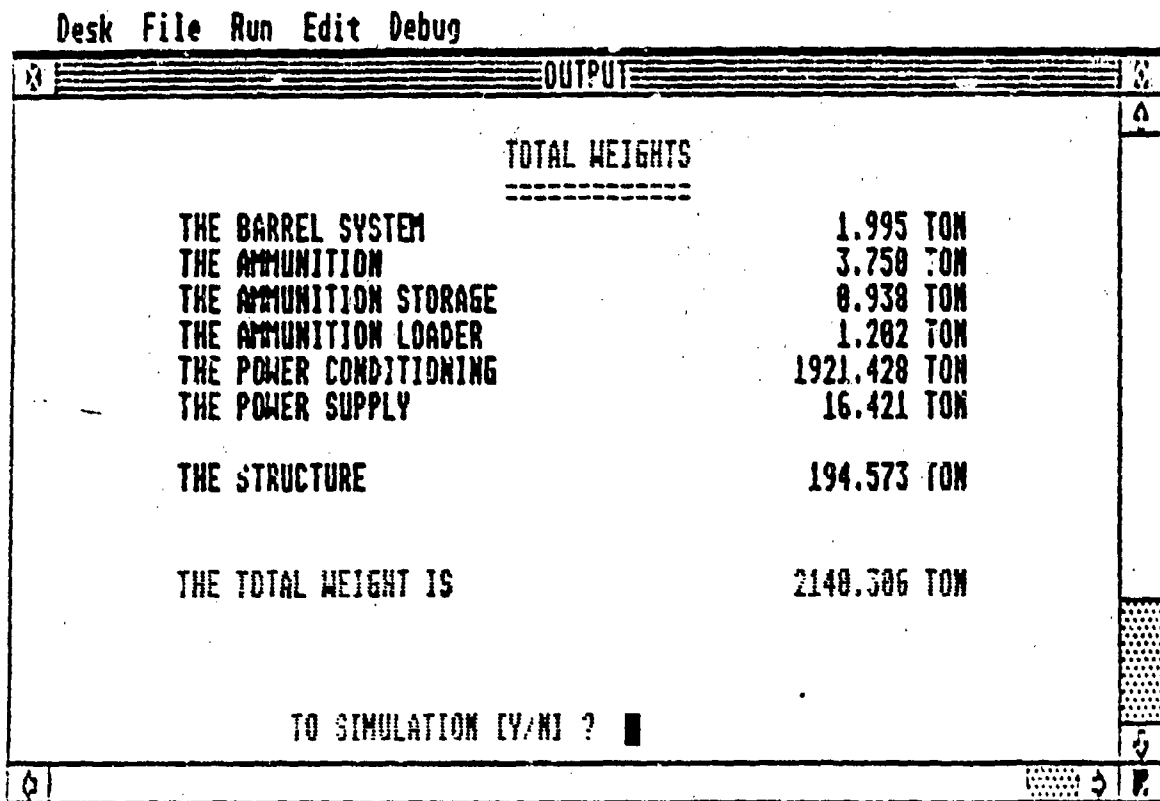 Desk File Run Edit Debug
OUTPUT
TOTAL WEIGHTS
=============
THE BARREL SYSTEM 1.995 TON
THE AMMUNITION 3.750 TON
THE AMMUNITION STORAGE 0.938 TON
THE AMMUNITION LOADER 1.202 TON
THE POWER CONDITIONING 1921.428 TON
THE POWER SUPPLY 16.421 TON
THE STRUCTURE 194.573 TON
THE TOTAL WEIGHT IS 2140.306 TON
TO SIMULATION [Y/N] ?